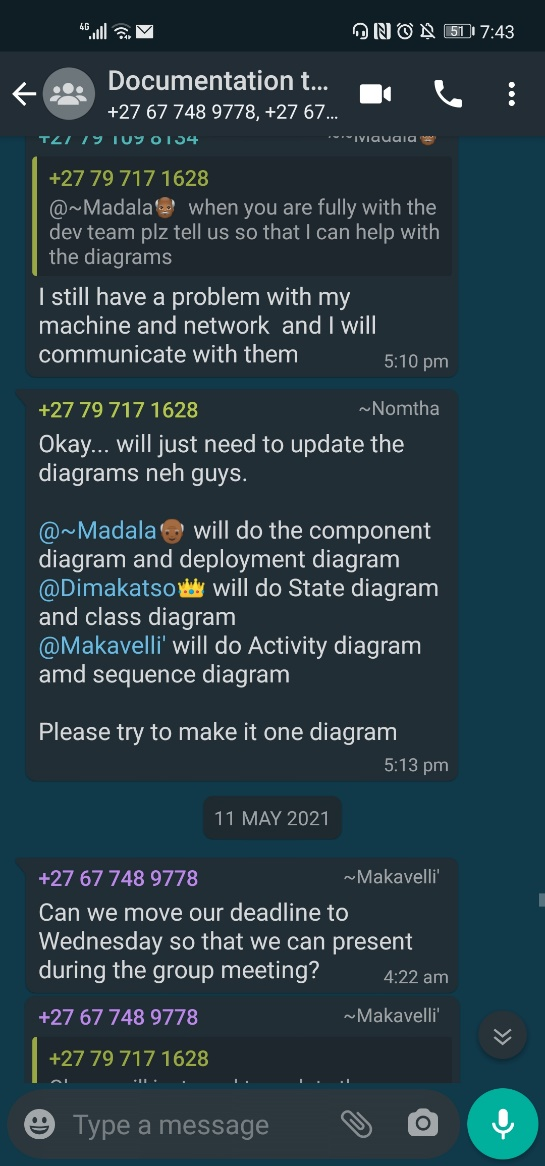 4G 51 7:43
Documentation t...
+27 67 748 9778, +27 67...
+27 79 109 8134 Madala
+27 79 717 1628
@~Madala👴🏾 when you are fully with the
dev team plz tell us so that I can help with
the diagrams
I still have a problem with my
machine and network and I will
communicate with them 5:10 pm
+27 79 717 1628 ~Nomtha
Okay... will just need to update the
diagrams neh guys.
@~Madala👴🏾 will do the component
diagram and deployment diagram
@Dimakatso👑 will do State diagram
and class diagram
@Makavelli' will do Activity diagram
amd sequence diagram
Please try to make it one diagram
5:13 pm
11 MAY 2021
+27 67 748 9778 ~Makavelli'
Can we move our deadline to
Wednesday so that we can present
during the group meeting? 4:22 am
+27 67 748 9778 ~Makavelli'
+27 79 717 1628
Type a message